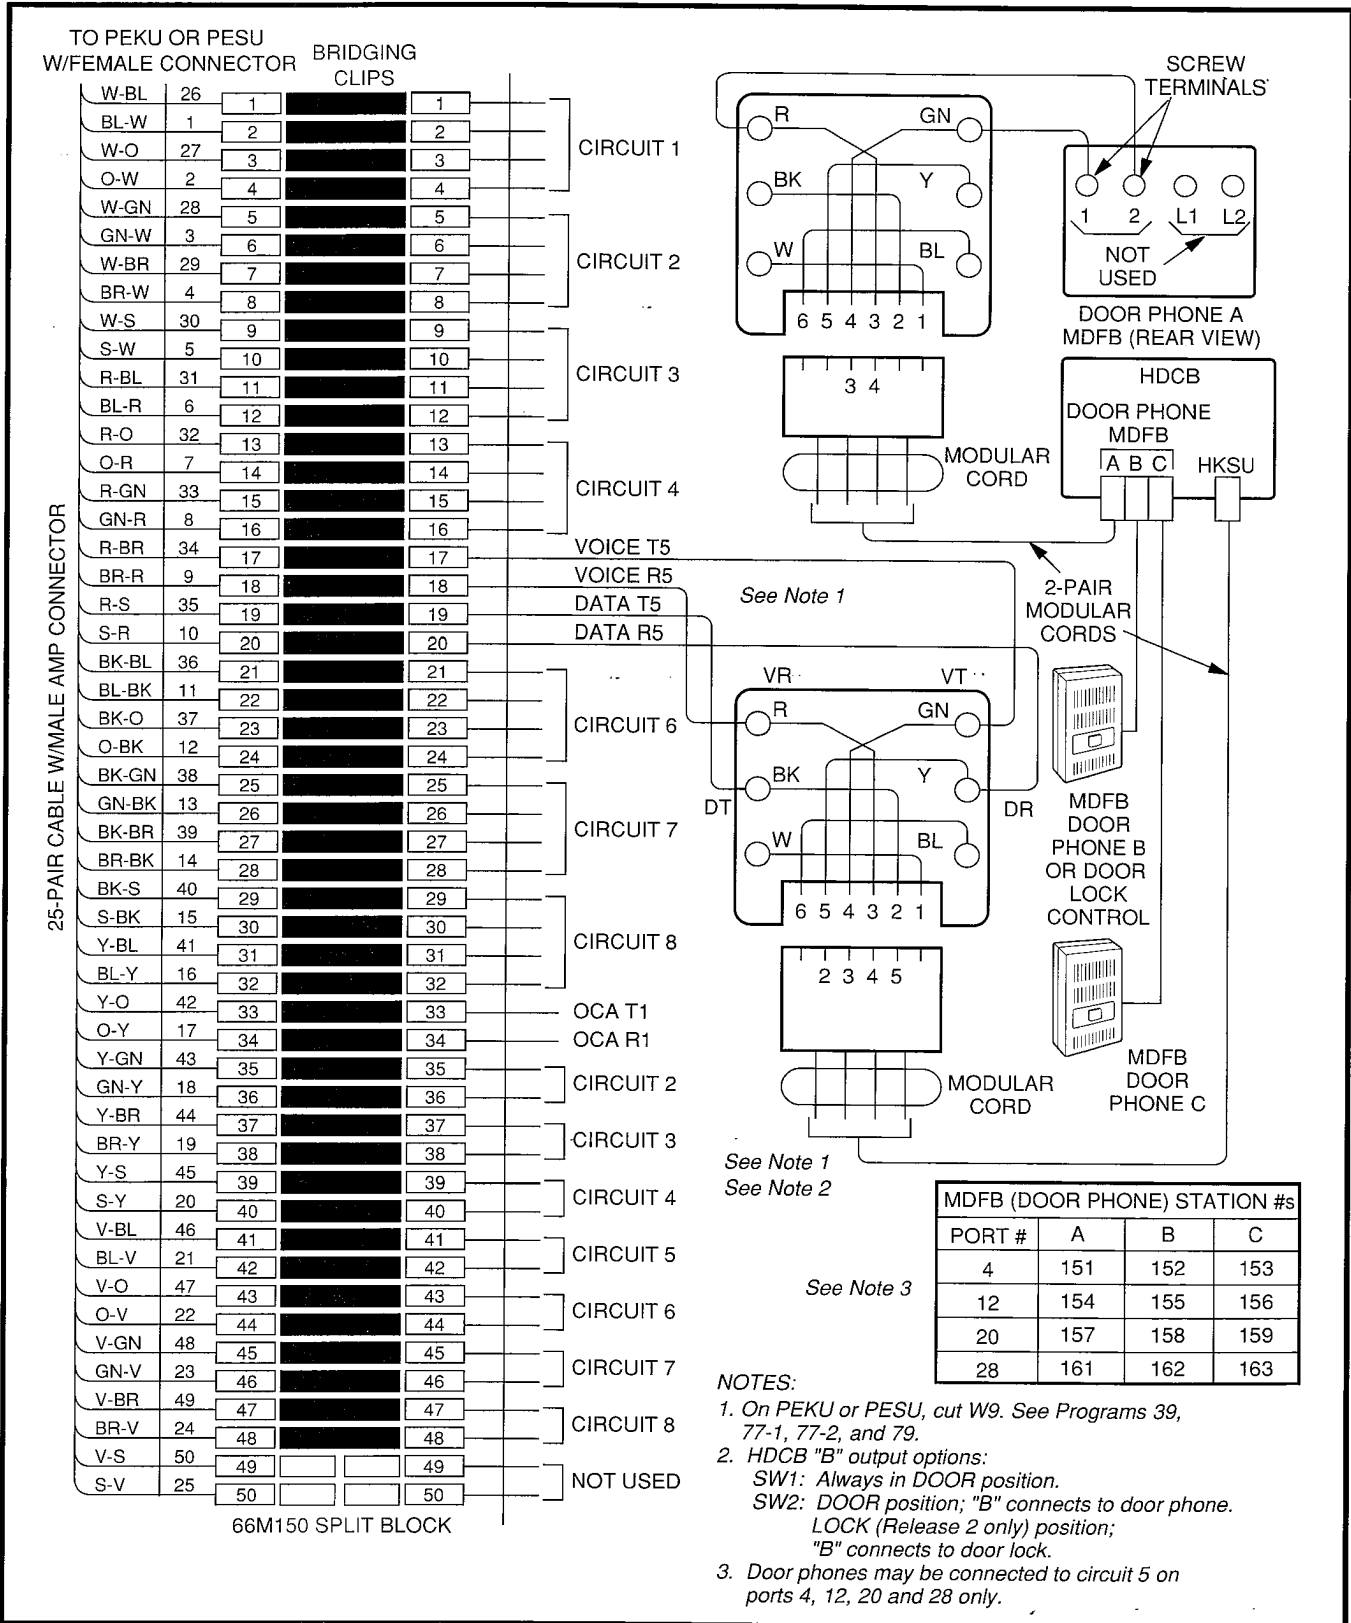 TO PEKU OR PESU
W/FEMALE CONNECTOR
BRIDGING
CLIPS
25-PAIR CABLE W/MALE AMP CONNECTOR
W-BL 26 1 1
BL-W 1 2 2
W-O 27 3 3
O-W 2 4 4
CIRCUIT 1
W-GN 28 5 5
GN-W 3 6 6
W-BR 29 7 7
BR-W 4 8 8
CIRCUIT 2
W-S 30 9 9
S-W 5 10 10
R-BL 31 11 11
BL-R 6 12 12
CIRCUIT 3
R-O 32 13 13
O-R 7 14 14
R-GN 33 15 15
GN-R 8 16 16
CIRCUIT 4
R-BR 34 17 17 VOICE T5
BR-R 9 18 18 VOICE R5
R-S 35 19 19 DATA T5
S-R 10 20 20 DATA R5
See Note 1
BK-BL 36 21 21
BL-BK 11 22 22
BK-O 37 23 23
O-BK 12 24 24
CIRCUIT 6
BK-GN 38 25 25
GN-BK 13 26 26
BK-BR 39 27 27
BR-BK 14 28 28
CIRCUIT 7
BK-S 40 29 29
S-BK 15 30 30
Y-BL 41 31 31
BL-Y 16 32 32
CIRCUIT 8
Y-O 42 33 33 OCA T1
O-Y 17 34 34 OCA R1
Y-GN 43 35 35
GN-Y 18 36 36
CIRCUIT 2
Y-BR 44 37 37
BR-Y 19 38 38
CIRCUIT 3
Y-S 45 39 39
S-Y 20 40 40
CIRCUIT 4
V-BL 46 41 41
BL-V 21 42 42
CIRCUIT 5
V-O 47 43 43
O-V 22 44 44
CIRCUIT 6
V-GN 48 45 45
GN-V 23 46 46
CIRCUIT 7
V-BR 49 47 47
BR-V 24 48 48
CIRCUIT 8
V-S 50 49 49
S-V 25 50 50
NOT USED
66M150 SPLIT BLOCK
SCREW
TERMINALS
R GN
BK Y
W BL
6 5 4 3 2 1
1 2 L1 L2
NOT
USED
DOOR PHONE A
MDFB (REAR VIEW)
3 4
MODULAR
CORD
HDCB
DOOR PHONE
MDFB
A B C HKSU
2-PAIR
MODULAR
CORDS
VR VT
R GN
BK Y
DT DR
W BL
6 5 4 3 2 1
2 3 4 5
MODULAR
CORD
MDFB
DOOR
PHONE B
OR DOOR
LOCK
CONTROL
MDFB
DOOR
PHONE C
See Note 1
See Note 2
See Note 3
MDFB (DOOR PHONE) STATION #s
PORT # A B C
4 151 152 153
12 154 155 156
20 157 158 159
28 161 162 163
NOTES:
1. On PEKU or PESU, cut W9. See Programs 39,
77-1, 77-2, and 79.
2. HDCB "B" output options:
SW1: Always in DOOR position.
SW2: DOOR position; "B" connects to door phone.
LOCK (Release 2 only) position;
"B" connects to door lock.
3. Door phones may be connected to circuit 5 on
ports 4, 12, 20 and 28 only.